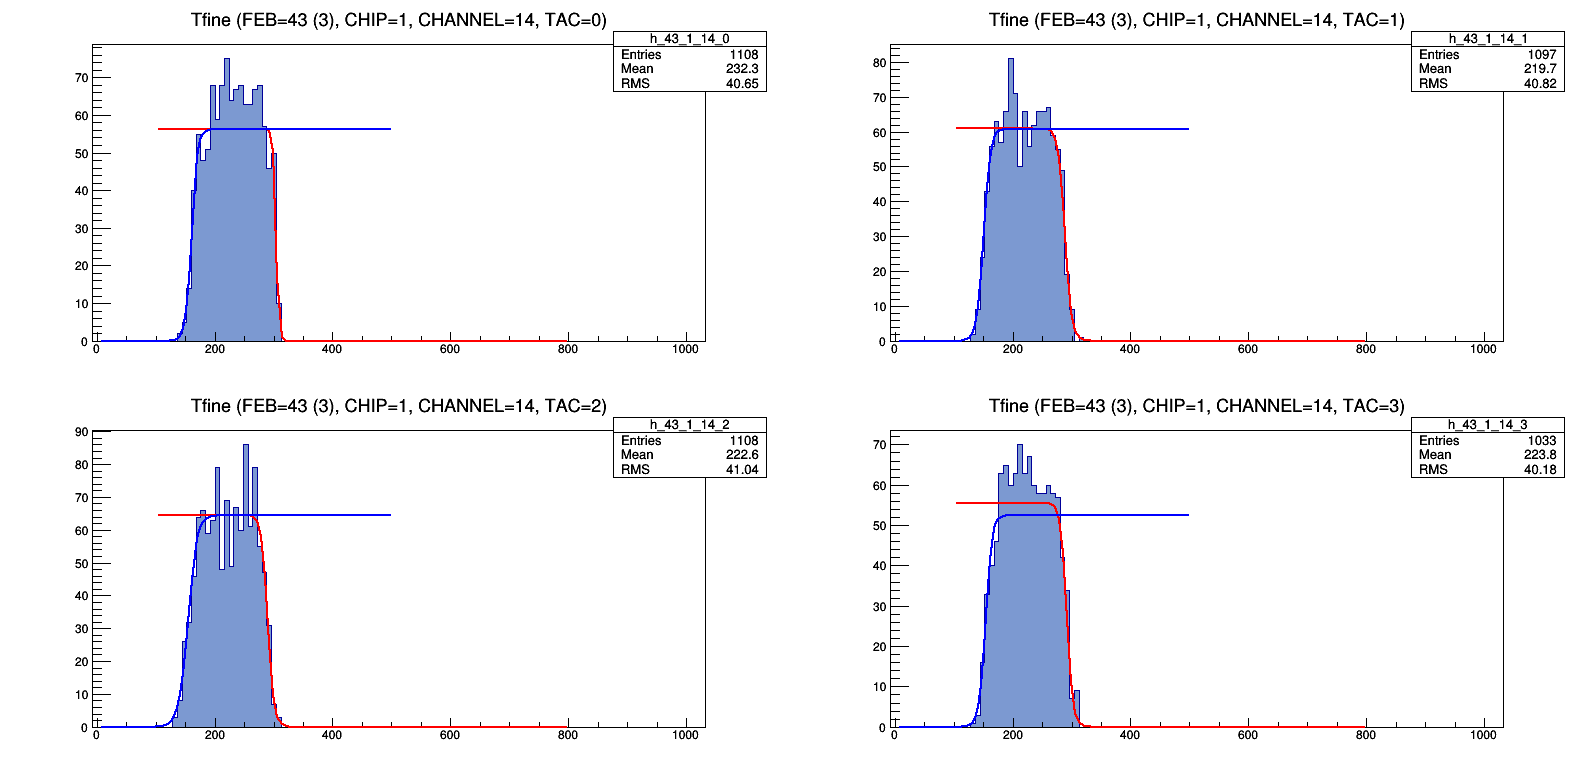 Tfine (FEB=43 (3), CHIP=1, CHANNEL=14, TAC=0)
h_43_1_14_0
Entries 1108
Mean 232.3
RMS 40.65
70
60
50
40
30
20
10
0
0 200 400 600 800 1000
Tfine (FEB=43 (3), CHIP=1, CHANNEL=14, TAC=1)
h_43_1_14_1
Entries 1097
Mean 219.7
RMS 40.82
80
70
60
50
40
30
20
10
0
0 200 400 600 800 1000
Tfine (FEB=43 (3), CHIP=1, CHANNEL=14, TAC=2)
h_43_1_14_2
Entries 1108
Mean 222.6
RMS 41.04
90
80
70
60
50
40
30
20
10
0
0 200 400 600 800 1000
Tfine (FEB=43 (3), CHIP=1, CHANNEL=14, TAC=3)
h_43_1_14_3
Entries 1033
Mean 223.8
RMS 40.18
70
60
50
40
30
20
10
0
0 200 400 600 800 1000